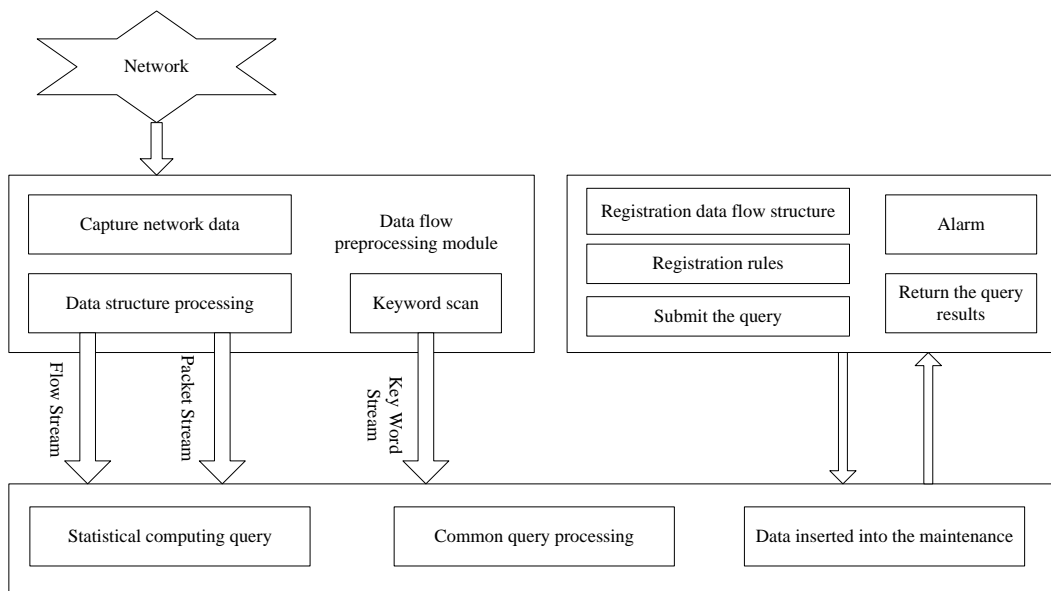 Network
Capture network data
Data flow
preprocessing module
Data structure processing
Keyword scan
Registration data flow structure
Registration rules
Submit the query
Alarm
Return the query
results
Flow Stream
Packet Stream
Key Word
Stream
Statistical computing query
Common query processing
Data inserted into the maintenance